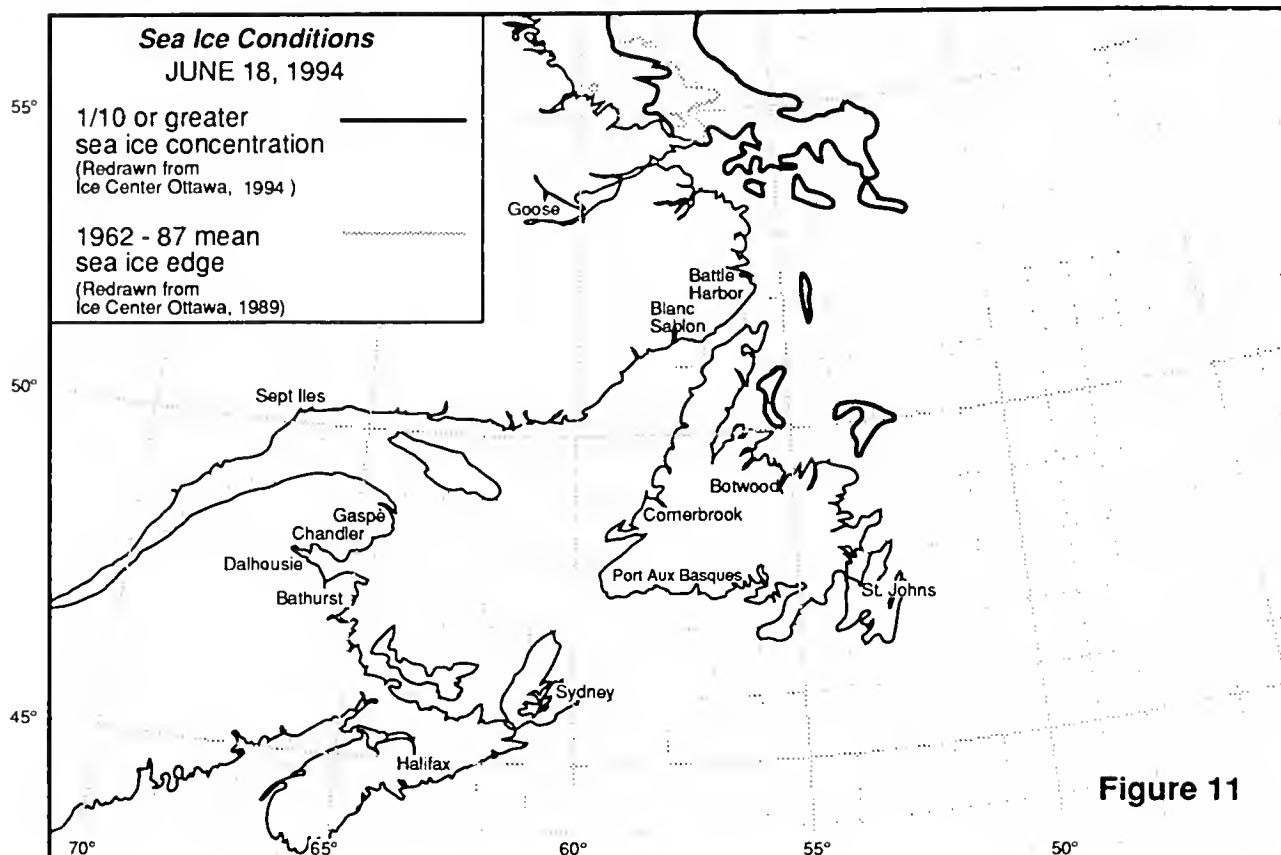 Sea Ice Conditions
JUNE 18, 1994
1/10 or greater
sea ice concentration
(Redrawn from
Ice Center Ottawa, 1994 )
1962 - 87 mean
sea ice edge
(Redrawn from
Ice Center Ottawa, 1989)
55°
Goose
Battle
Harbor
Blanc
Sablon
50°
Sept Iles
Botwood
Cornerbrook
Gaspè
Chandler
Dalhousie
Port Aux Basques
St. Johns
Bathurst
Sydney
45°
Halifax
Figure 11
70°
65°
60°
55°
50°